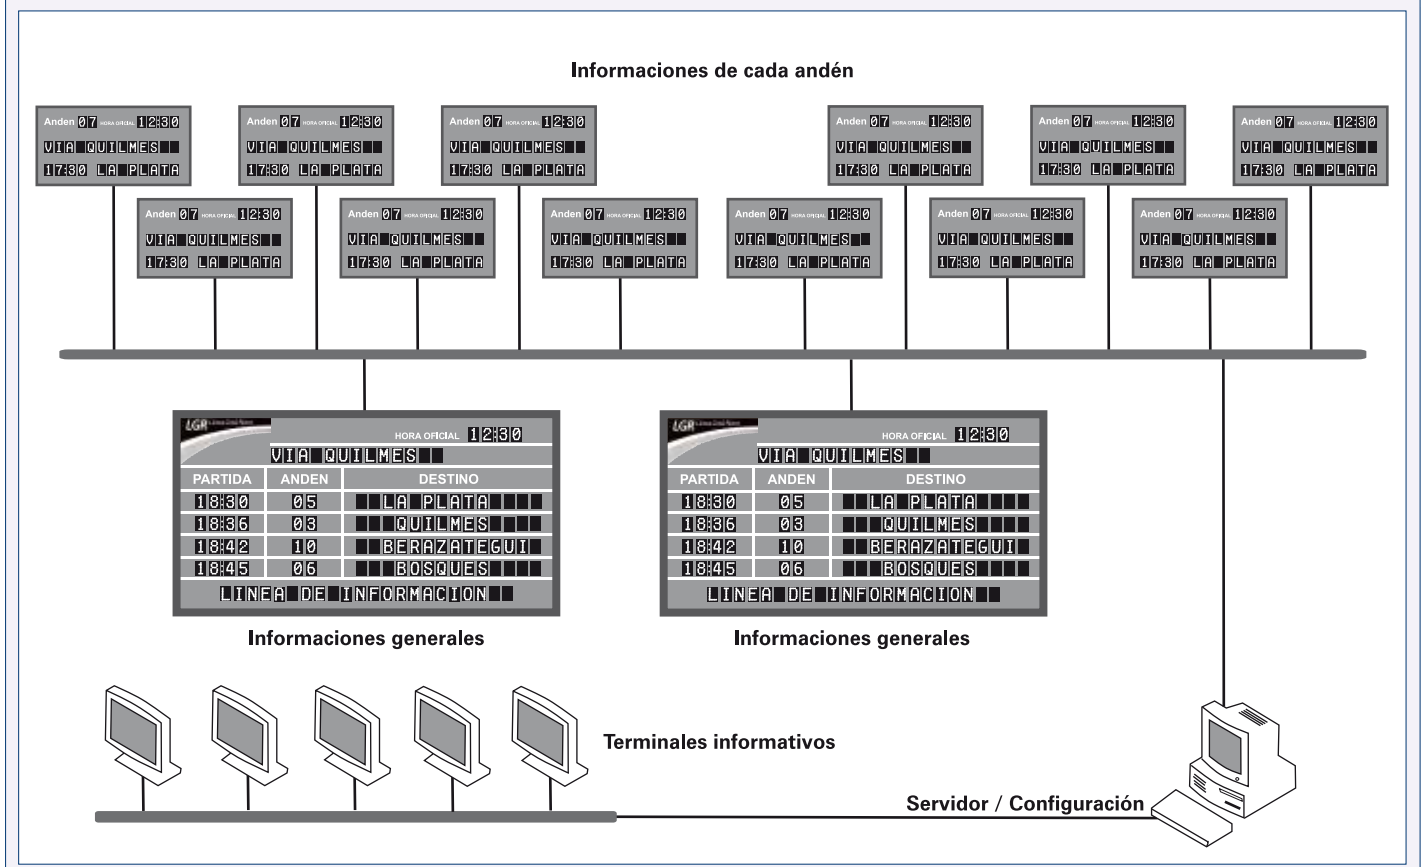 Informaciones de cada andén
Anden 07 HORA OFICIAL 12:30
VIA QUILMES
17:30 LA PLATA
Anden 07 HORA OFICIAL 12:30
VIA QUILMES
17:30 LA PLATA
Anden 07 HORA OFICIAL 12:30
VIA QUILMES
17:30 LA PLATA
Anden 07 HORA OFICIAL 12:30
VIA QUILMES
17:30 LA PLATA
Anden 07 HORA OFICIAL 12:30
VIA QUILMES
17:30 LA PLATA
Anden 07 HORA OFICIAL 12:30
VIA QUILMES
17:30 LA PLATA
Anden 07 HORA OFICIAL 12:30
VIA QUILMES
17:30 LA PLATA
Anden 07 HORA OFICIAL 12:30
VIA QUILMES
17:30 LA PLATA
Anden 07 HORA OFICIAL 12:30
VIA QUILMES
17:30 LA PLATA
Anden 07 HORA OFICIAL 12:30
VIA QUILMES
17:30 LA PLATA
Anden 07 HORA OFICIAL 12:30
VIA QUILMES
17:30 LA PLATA
Anden 07 HORA OFICIAL 12:30
VIA QUILMES
17:30 LA PLATA
LGR
HORA OFICIAL 12:30
VIA QUILMES
PARTIDA ANDEN DESTINO
18:30 05 LA PLATA
18:36 03 QUILMES
18:42 10 BERAZATEGUI
18:45 06 BOSQUES
LINEA DE INFORMACION
Informaciones generales
LGR
HORA OFICIAL 12:30
VIA QUILMES
PARTIDA ANDEN DESTINO
18:30 05 LA PLATA
18:36 03 QUILMES
18:42 10 BERAZATEGUI
18:45 06 BOSQUES
LINEA DE INFORMACION
Informaciones generales
Terminales informativos
Servidor / Configuración